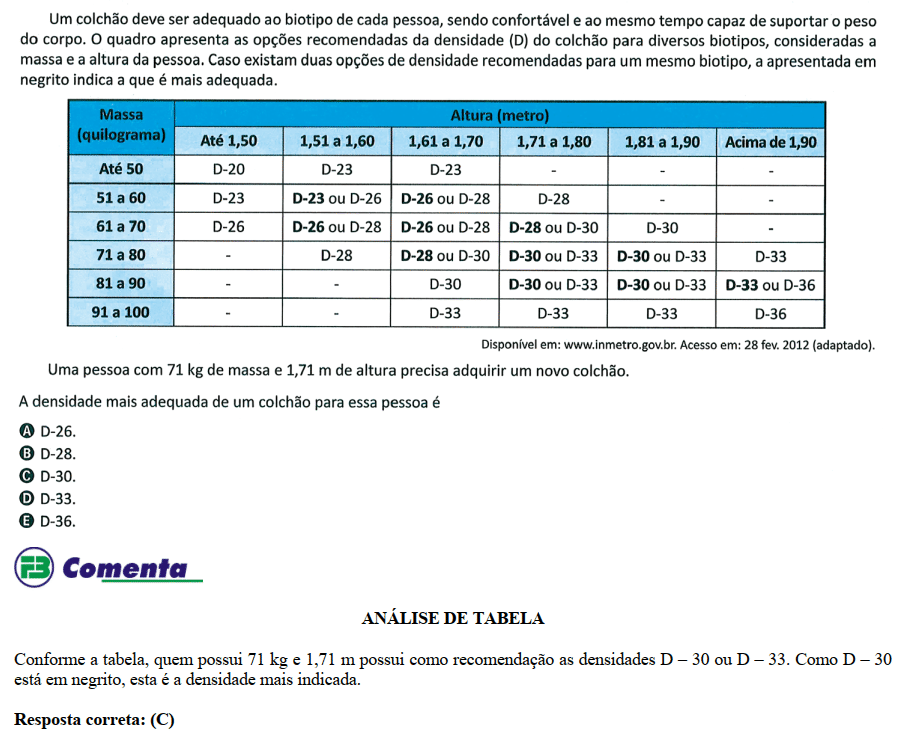 Um colchão deve ser adequado ao biotipo de cada pessoa, sendo confortável e ao mesmo tempo capaz de suportar o peso
do corpo. O quadro apresenta as opções recomendadas da densidade (D) do colchão para diversos biotipos, consideradas a
massa e a altura da pessoa. Caso existam duas opções de densidade recomendadas para um mesmo biotipo, a apresentada em
negrito indica a que é mais adequada.
Massa (quilograma) Altura (metro)
Até 1,50 1,51 a 1,60 1,61 a 1,70 1,71 a 1,80 1,81 a 1,90 Acima de 1,90
Até 50 D-20 D-23 D-23 - - -
51 a 60 D-23 D-23 ou D-26 D-26 ou D-28 D-28 - -
61 a 70 D-26 D-26 ou D-28 D-26 ou D-28 D-28 ou D-30 D-30 -
71 a 80 - D-28 D-28 ou D-30 D-30 ou D-33 D-30 ou D-33 D-33
81 a 90 - - D-30 D-30 ou D-33 D-30 ou D-33 D-33 ou D-36
91 a 100 - - D-33 D-33 D-33 D-36
Disponível em: www.inmetro.gov.br. Acesso em: 28 fev. 2012 (adaptado).
Uma pessoa com 71 kg de massa e 1,71 m de altura precisa adquirir um novo colchão.
A densidade mais adequada de um colchão para essa pessoa é
A D-26.
B D-28.
C D-30.
D D-33.
E D-36.
FB Comenta
ANÁLISE DE TABELA
Conforme a tabela, quem possui 71 kg e 1,71 m possui como recomendação as densidades D – 30 ou D – 33. Como D – 30
está em negrito, esta é a densidade mais indicada.
Resposta correta: (C)